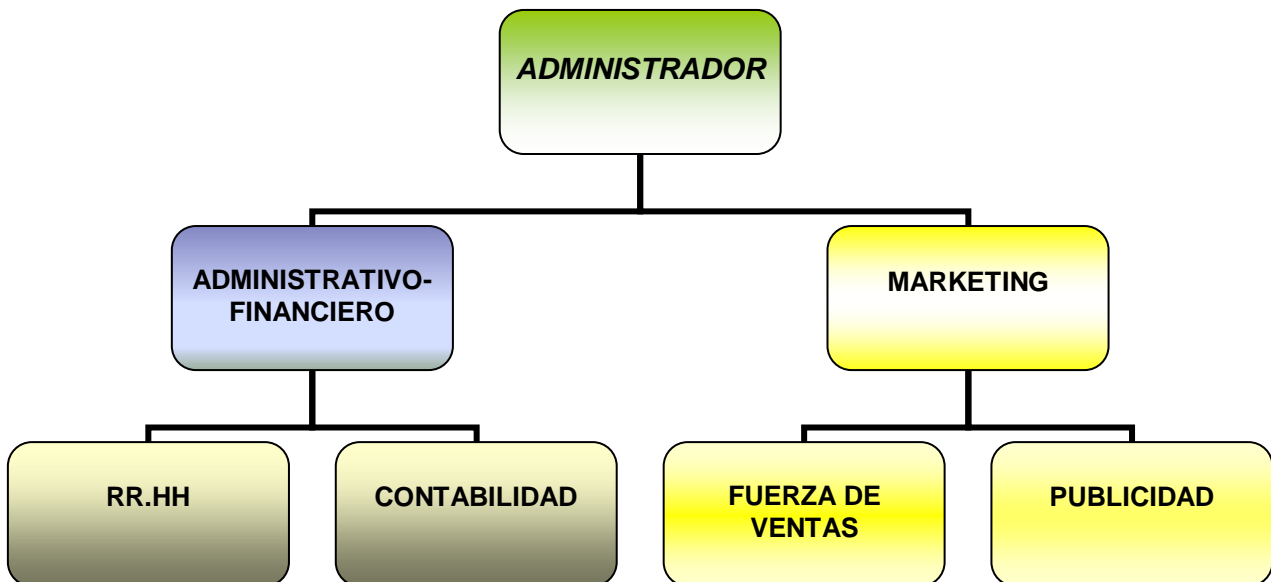 ADMINISTRADOR
ADMINISTRATIVO-
FINANCIERO
MARKETING
RR.HH
CONTABILIDAD
FUERZA DE
VENTAS
PUBLICIDAD